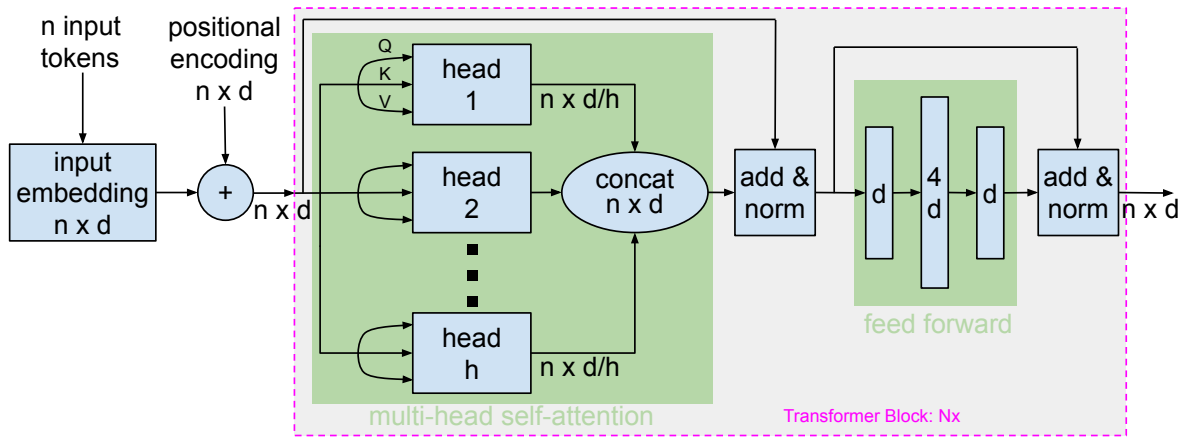 n input
tokens
positional
encoding
n x d
input
embedding
n x d
+
n x d
Q
K
V
head
1
n x d/h
head
2
head
h
n x d/h
concat
n x d
multi-head self-attention
add &
norm
d
4
d
d
feed forward
add &
norm
n x d
Transformer Block: Nx